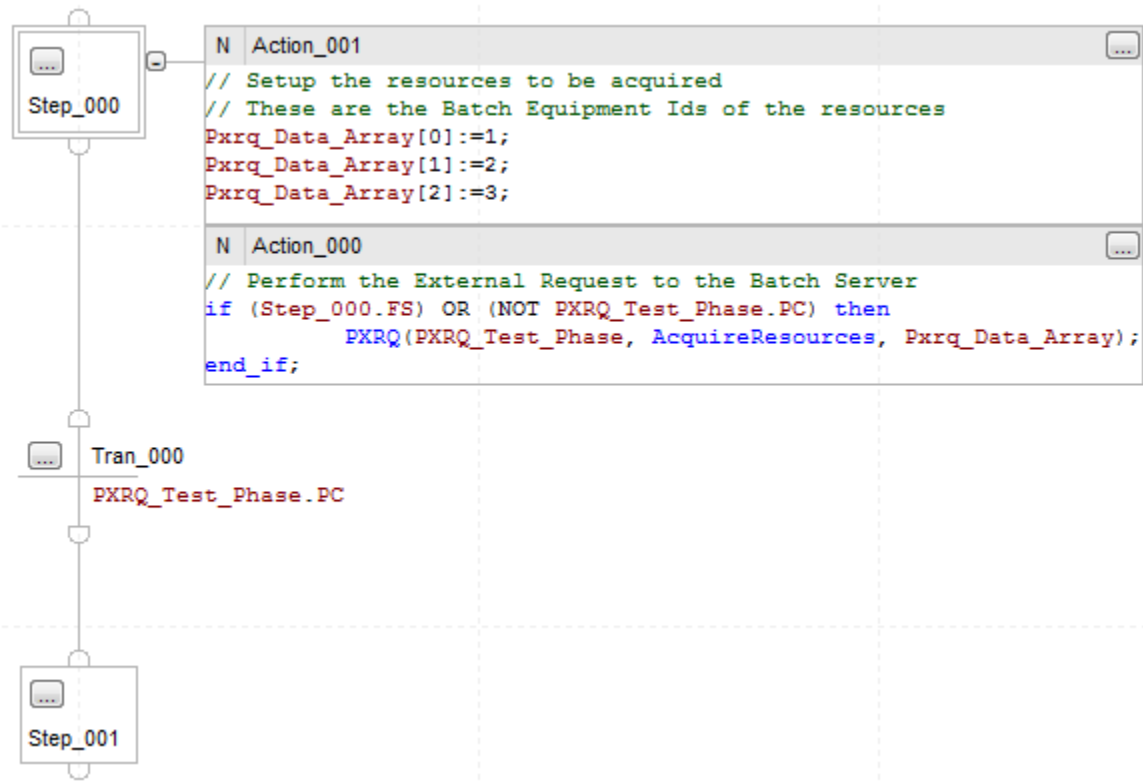 N Action_001 ...
...
// Setup the resources to be acquired
Step_000
// These are the Batch Equipment Ids of the resources
Pxrq_Data_Array[0]:=1;
Pxrq_Data_Array[1]:=2;
Pxrq_Data_Array[2]:=3;
N Action_000 ...
// Perform the External Request to the Batch Server
if (Step_000.FS) OR (NOT PXRQ_Test_Phase.PC) then
PXRQ(PXRQ_Test_Phase, AcquireResources, Pxrq_Data_Array);
end_if;
... Tran_000
PXRQ_Test_Phase.PC
...
Step_001